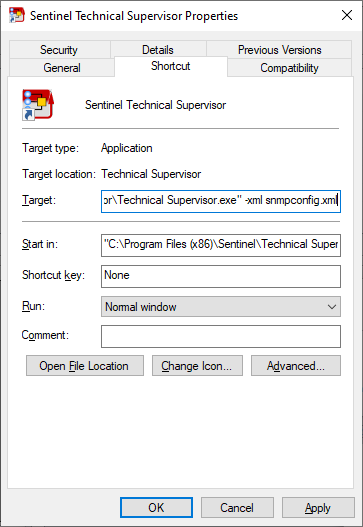 Sentinel Technical Supervisor Properties
Security Details Previous Versions
General Shortcut Compatibility
Sentinel Technical Supervisor
Target type: Application
Target location: Technical Supervisor
Target: or\Technical Supervisor.exe" -xml snmpconfig.xml
Start in: "C:\Program Files (x86)\Sentinel\Technical Super
Shortcut key: None
Run: Normal window
Comment:
Open File Location Change Icon... Advanced...
OK Cancel Apply